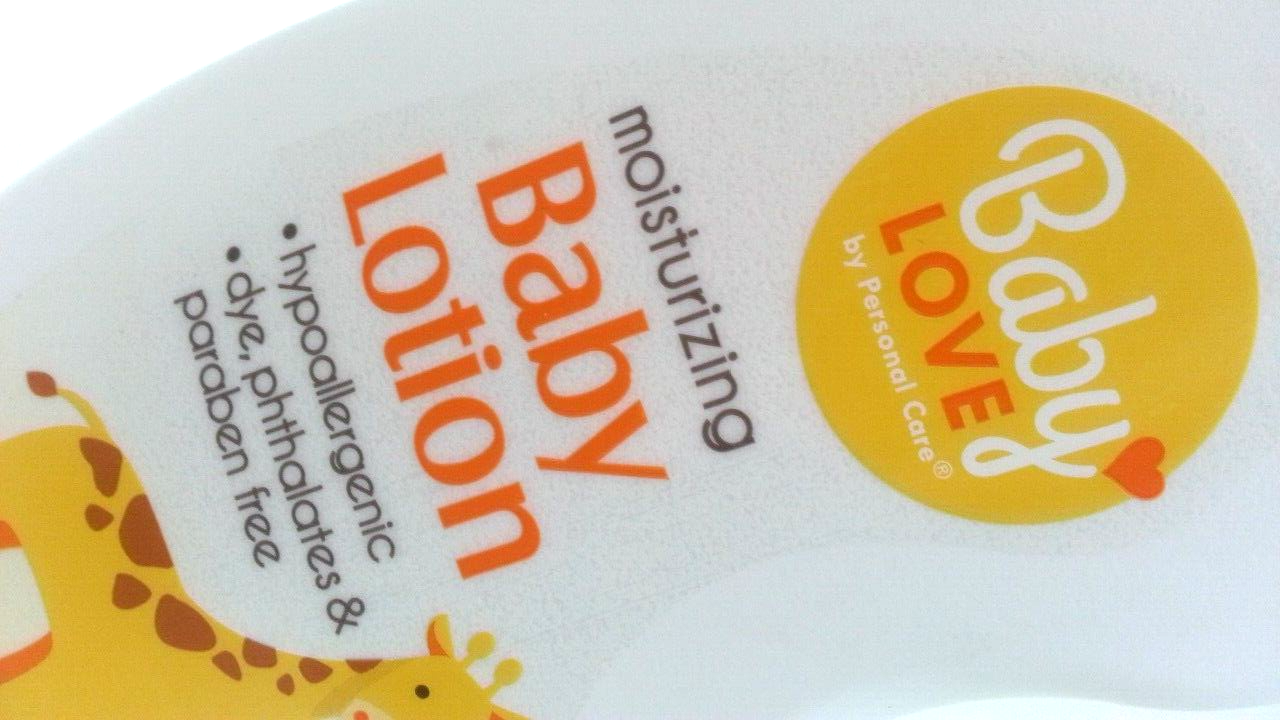 Baby
LOVE
by Personal Care®
moisturizing
Baby
Lotion
• hypoallergenic
• dye, phthalates &
paraben free